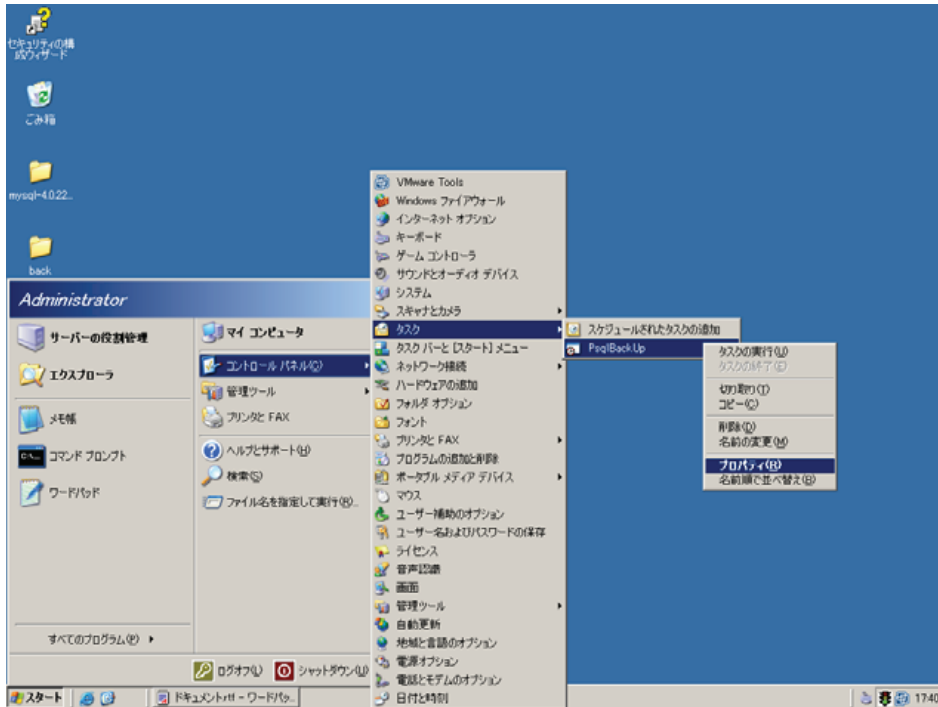 セキュリティの構
成ウィザード
ごみ箱
mysql-4.0.22...
back
Administrator
サーバーの役割管理
エクスプローラ
メモ帳
コマンド プロンプト
ワードパッド
すべてのプログラム(P)
マイ コンピュータ
コントロール パネル(C)
管理ツール
プリンタと FAX
ヘルプとサポート(H)
検索(S)
ファイル名を指定して実行(R)...
ログオフ(L)
シャットダウン(U)
VMware Tools
Windows ファイアウォール
インターネット オプション
キーボード
ゲーム コントローラ
サウンドとオーディオ デバイス
システム
スキャナとカメラ
タスク
タスク バーと [スタート] メニュー
ネットワーク接続
ハードウェアの追加
フォルダ オプション
フォント
プリンタと FAX
プログラムの追加と削除
ポータブル メディア デバイス
マウス
ユーザー補助のオプション
ユーザー名およびパスワードの保存
ライセンス
音声認識
画面
管理ツール
自動更新
地域と言語のオプション
電源オプション
電話とモデムのオプション
日付と時刻
スケジュールされたタスクの追加
PsqlBackUp
タスクの実行(U)
タスクの終了(E)
切り取り(T)
コピー(C)
削除(D)
名前の変更(M)
プロパティ(R)
名前順で並べ替え(B)
スタート
ドキュメント.rtf - ワードパッ...
17:40